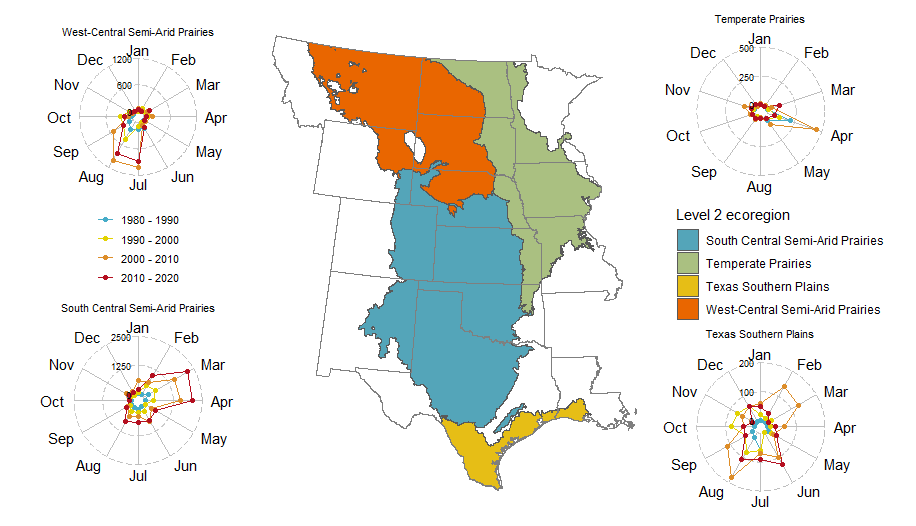 West-Central Semi-Arid Prairies
Jan
Feb
Mar
Apr
May
Jun
Jul
Aug
Sep
Oct
Nov
Dec
1200
600
1980 - 1990
1990 - 2000
2000 - 2010
2010 - 2020
South Central Semi-Arid Prairies
Jan
Feb
Mar
Apr
May
Jun
Jul
Aug
Sep
Oct
Nov
Dec
2500
1250
Temperate Prairies
Jan
Feb
Mar
Apr
May
Aug
Sep
Oct
Nov
Dec
500
250
Level 2 ecoregion
South Central Semi-Arid Prairies
Temperate Prairies
Texas Southern Plains
West-Central Semi-Arid Prairies
Texas Southern Plains
Jan
Feb
Mar
Apr
May
Jun
Jul
Aug
Sep
Oct
Nov
Dec
200
100